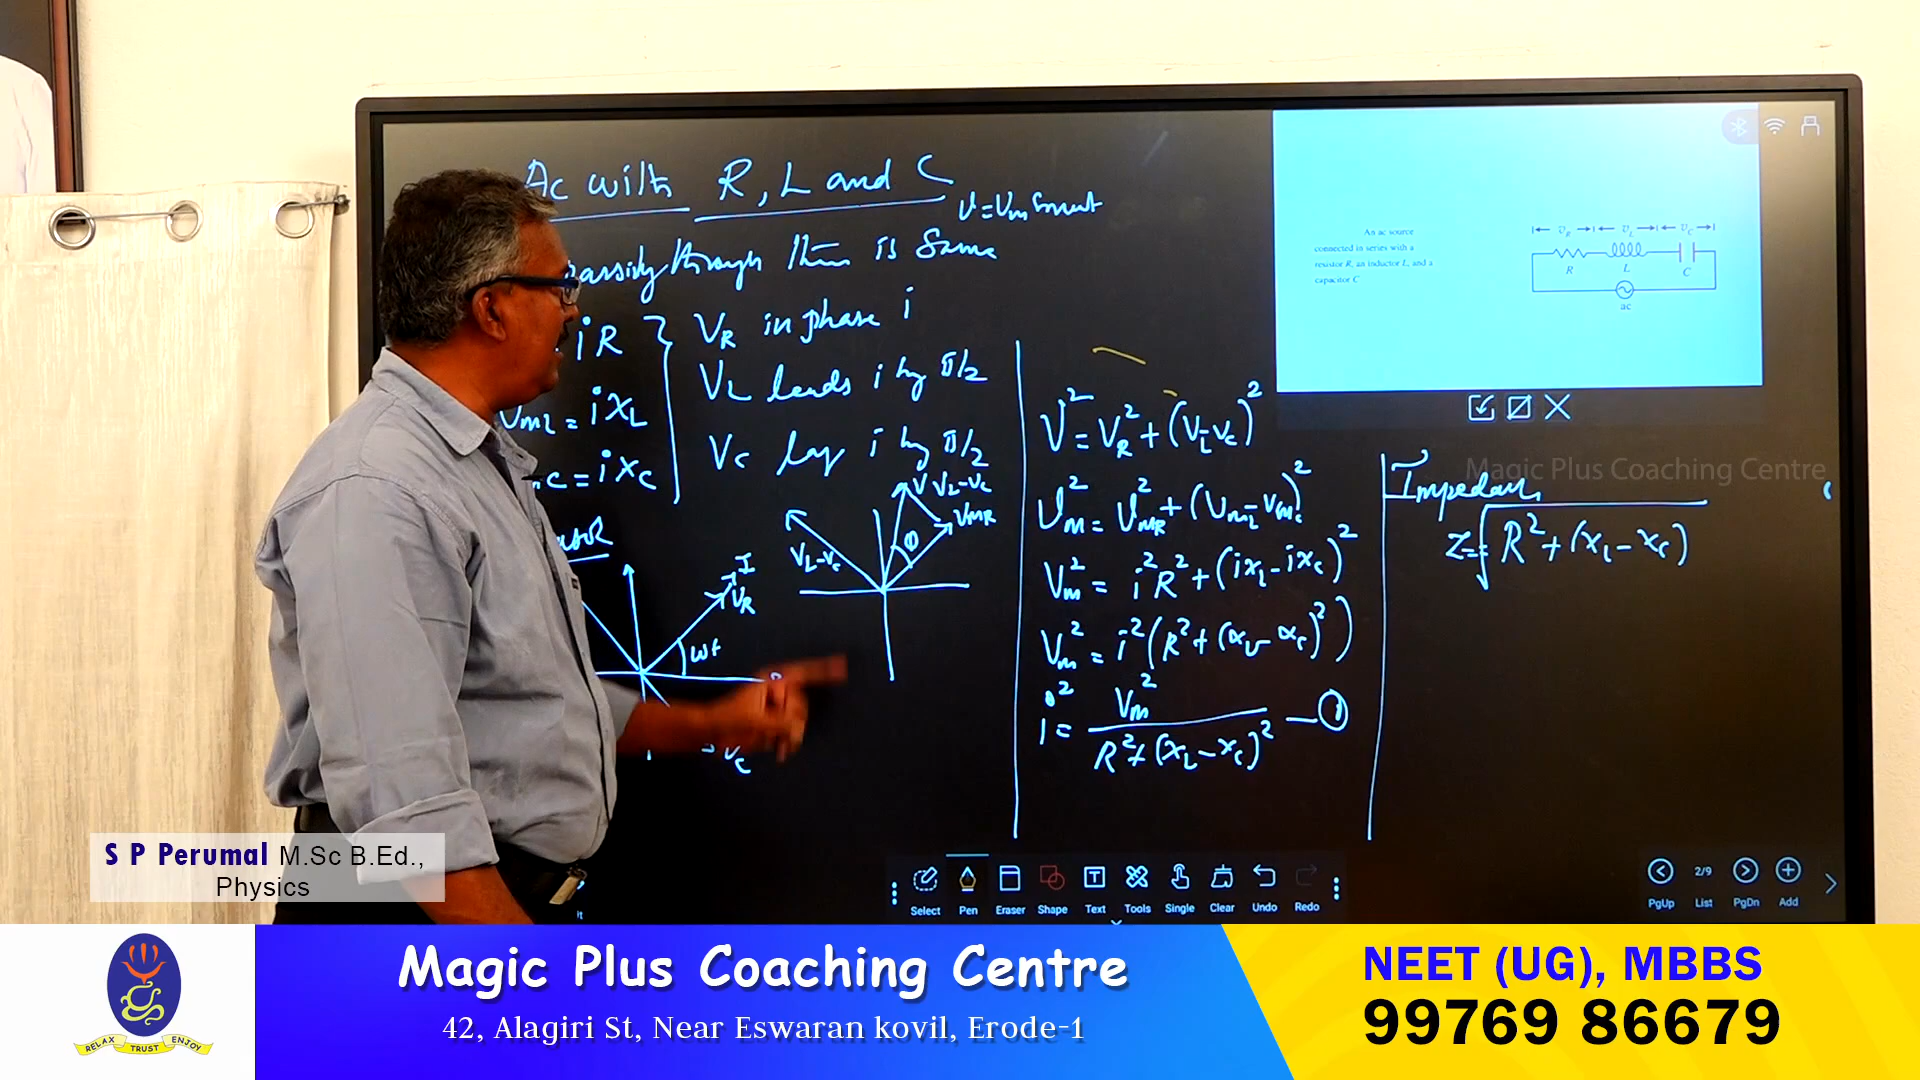 Ac with R, L and C
v = Vm sin ωt
passing through them is same
iR
VmL = iXL
mC = iXC
VR in phase i
VL leads i by π/2
VC lag i by π/2
I
VR
ωt
VC
V
VL-VC
VmR
VL-VC
Φ
V² = VR² + (VL-VC)²
Vm² = VmR² + (VmL-VmC)²
Vm² = i²R² + (iXL-iXC)²
Vm² = i²(R² + (XL-XC)²)
i² = Vm² / R²+(XL-XC)² — ①
An ac source
connected in series with a
resistor R, an inductor L, and a
capacitor C
VR VL VC
R L C
ac
Magic Plus Coaching Centre
Z = √R²+(XL-XC)
Select Pen Eraser Shape Text Tools Single Clear Undo Redo
2/9
PgUp List PgDn Add
S P Perumal M.Sc B.Ed.,
Physics
RELAX TRUST ENJOY
Magic Plus Coaching Centre
42, Alagiri St, Near Eswaran kovil, Erode-1
NEET (UG), MBBS
99769 86679